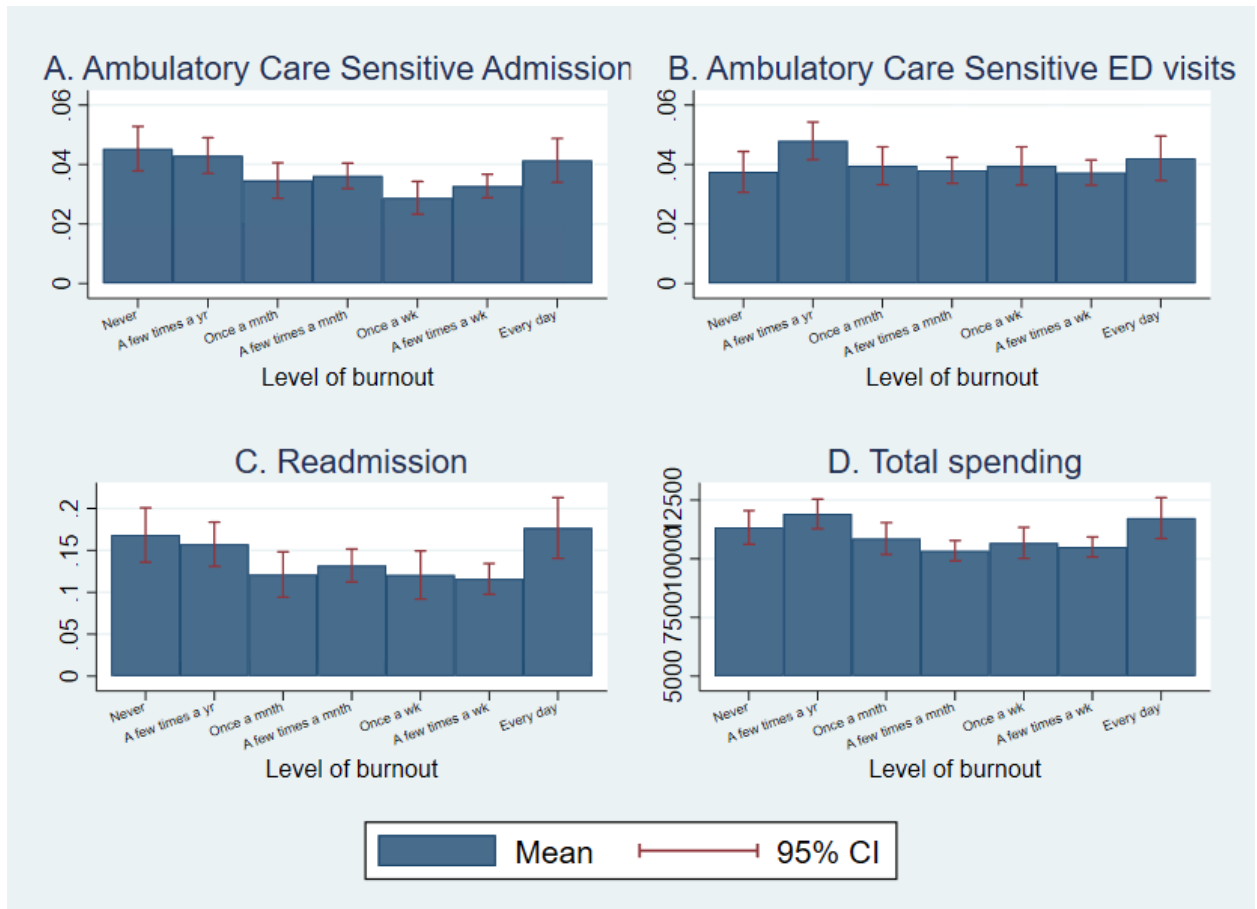 A. Ambulatory Care Sensitive Admission
.06
.04
.02
0
Never
A few times a yr
Once a mnth
A few times a mnth
Once a wk
A few times a wk
Every day
Level of burnout
B. Ambulatory Care Sensitive ED visits
.06
.04
.02
0
Never
A few times a yr
Once a mnth
A few times a mnth
Once a wk
A few times a wk
Every day
Level of burnout
C. Readmission
.2
.15
.1
.05
0
Never
A few times a yr
Once a mnth
A few times a mnth
Once a wk
A few times a wk
Every day
Level of burnout
D. Total spending
12500
10000
7500
5000
Never
A few times a yr
Once a mnth
A few times a mnth
Once a wk
A few times a wk
Every day
Level of burnout
Mean
95% CI